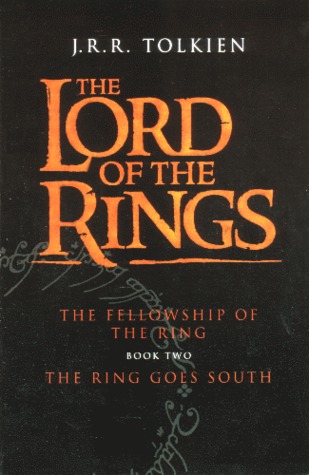 J.R.R. TOLKIEN
THE
LORD
OF THE
RINGS
THE FELLOWSHIP OF
THE RING
BOOK TWO
THE RING GOES SOUTH